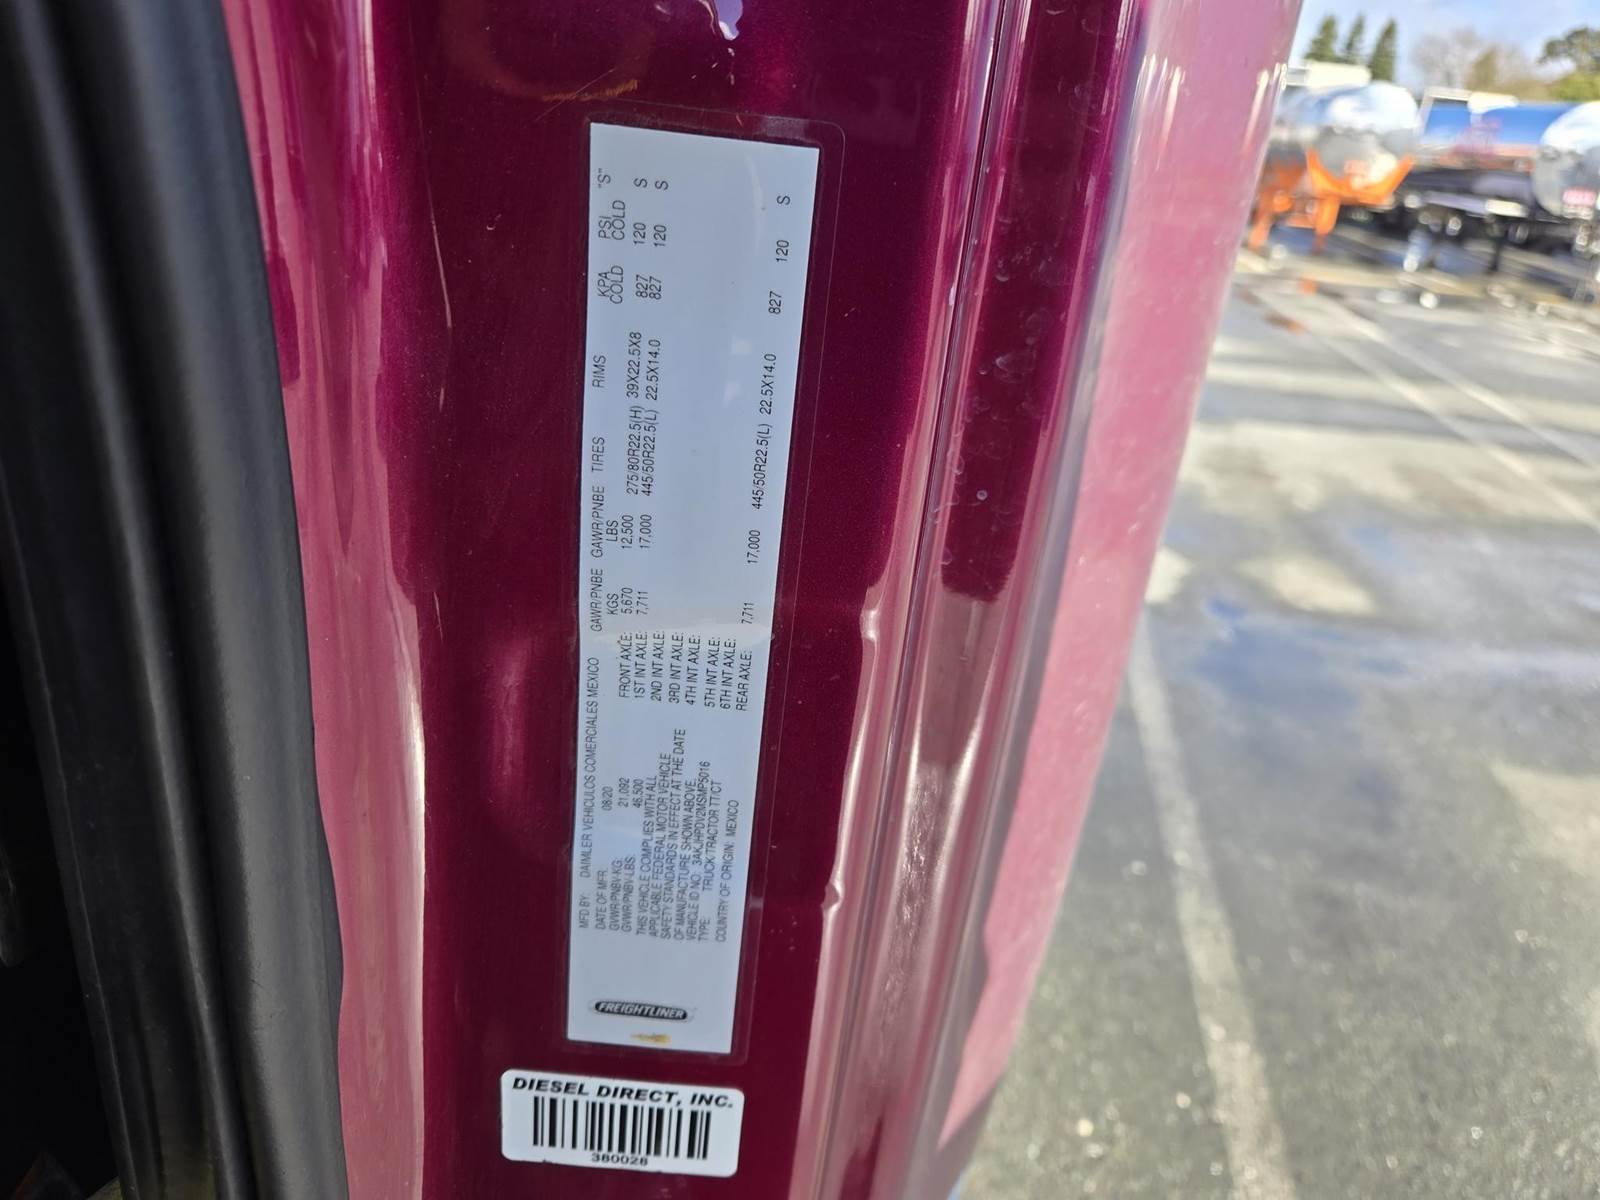 MFD BY: DAIMLER VEHICULOS COMERCIALES MEXICO
DATE OF MFR: 08/20
GVWR/PNBV-KG: 21,092
GVWR/PNBV-LBS: 46,500
THIS VEHICLE COMPLIES WITH ALL
APPLICABLE FEDERAL MOTOR VEHICLE
SAFETY STANDARDS IN EFFECT AT THE DATE
OF MANUFACTURE SHOWN ABOVE.
VEHICLE ID NO: 3AKJHPDV2MSMP5016
TYPE: TRUCK TRACTOR TT/CT
COUNTRY OF ORIGIN: MEXICO
GAWR/PNBE GAWR/PNBE TIRES RIMS KPA PSI "S"
KGS LBS COLD COLD
FRONT AXLE: 5,670 12,500 275/80R22.5(H) 39X22.5X8 827 120 S
1ST INT AXLE: 7,711 17,000 445/50R22.5(L) 22.5X14.0 827 120 S
2ND INT AXLE:
3RD INT AXLE:
4TH INT AXLE:
5TH INT AXLE:
6TH INT AXLE:
REAR AXLE: 7,711 17,000 445/50R22.5(L) 22.5X14.0 827 120 S
FREIGHTLINER
DIESEL DIRECT, INC.
380028